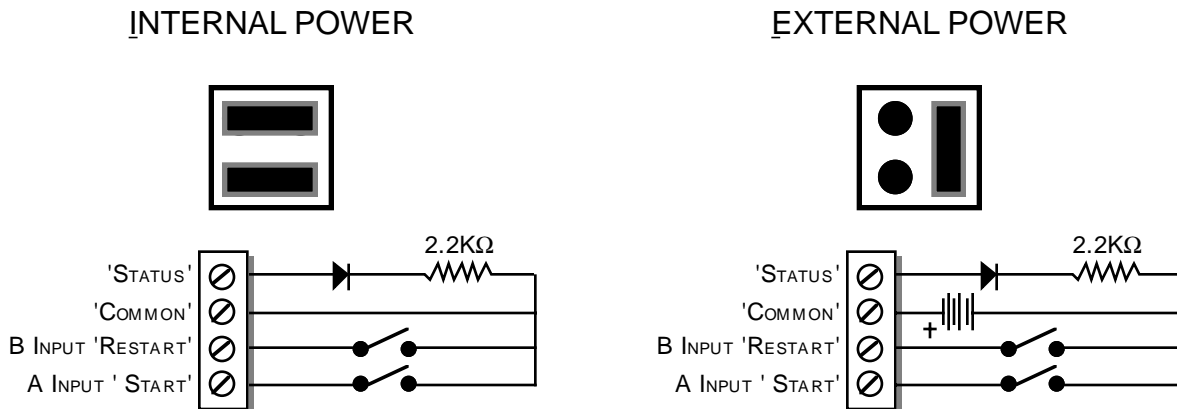 INTERNAL POWER
EXTERNAL POWER
2.2KΩ
'STATUS'
'COMMON'
B INPUT 'RESTART'
A INPUT ' START'
2.2KΩ
'STATUS'
'COMMON'
+
B INPUT 'RESTART'
A INPUT ' START'